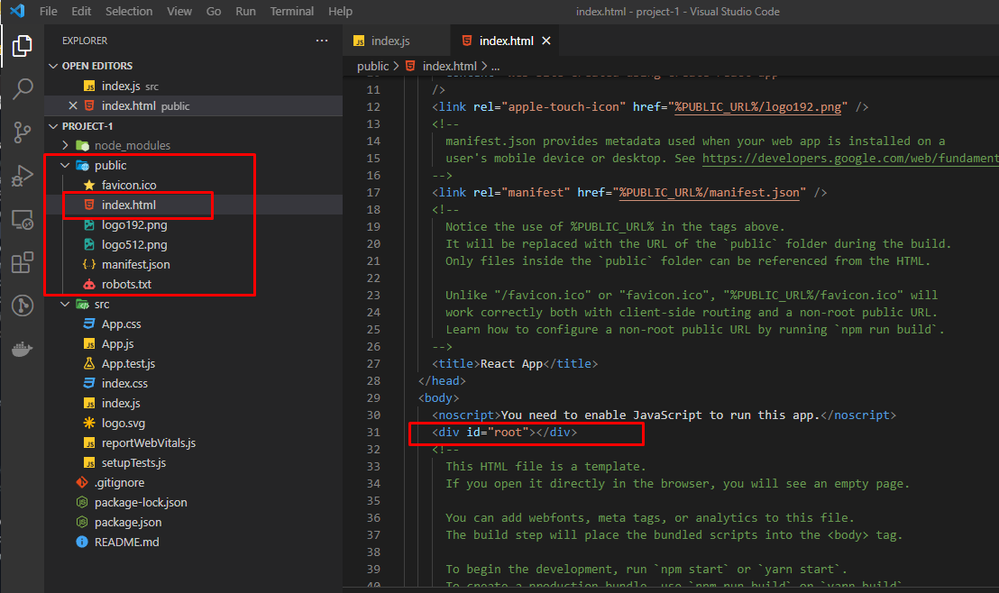 File Edit Selection View Go Run Terminal Help index.html - project-1 - Visual Studio Code
EXPLORER ...
OPEN EDITORS
index.js src
index.html public
PROJECT-1
node_modules
public
favicon.ico
index.html
logo192.png
logo512.png
manifest.json
robots.txt
src
App.css
App.js
App.test.js
index.css
index.js
logo.svg
reportWebVitals.js
setupTests.js
.gitignore
package-lock.json
package.json
README.md
index.js index.html
public > index.html > ...
11 />
12 <link rel="apple-touch-icon" href="%PUBLIC_URL%/logo192.png" />
13 <!--
14 manifest.json provides metadata used when your web app is installed on a
15 user's mobile device or desktop. See https://developers.google.com/web/fundament
16 -->
17 <link rel="manifest" href="%PUBLIC_URL%/manifest.json" />
18 <!--
19 Notice the use of %PUBLIC_URL% in the tags above.
20 It will be replaced with the URL of the `public` folder during the build.
21 Only files inside the `public` folder can be referenced from the HTML.
22
23 Unlike "/favicon.ico" or "favicon.ico", "%PUBLIC_URL%/favicon.ico" will
24 work correctly both with client-side routing and a non-root public URL.
25 Learn how to configure a non-root public URL by running `npm run build`.
26 -->
27 <title>React App</title>
28 </head>
29 <body>
30 <noscript>You need to enable JavaScript to run this app.</noscript>
31 <div id="root"></div>
32 <!--
33 This HTML file is a template.
34 If you open it directly in the browser, you will see an empty page.
35
36 You can add webfonts, meta tags, or analytics to this file.
37 The build step will place the bundled scripts into the <body> tag.
38
39 To begin the development, run `npm start` or `yarn start`.
40 To create a production bundle, use `npm run build` or `yarn build`